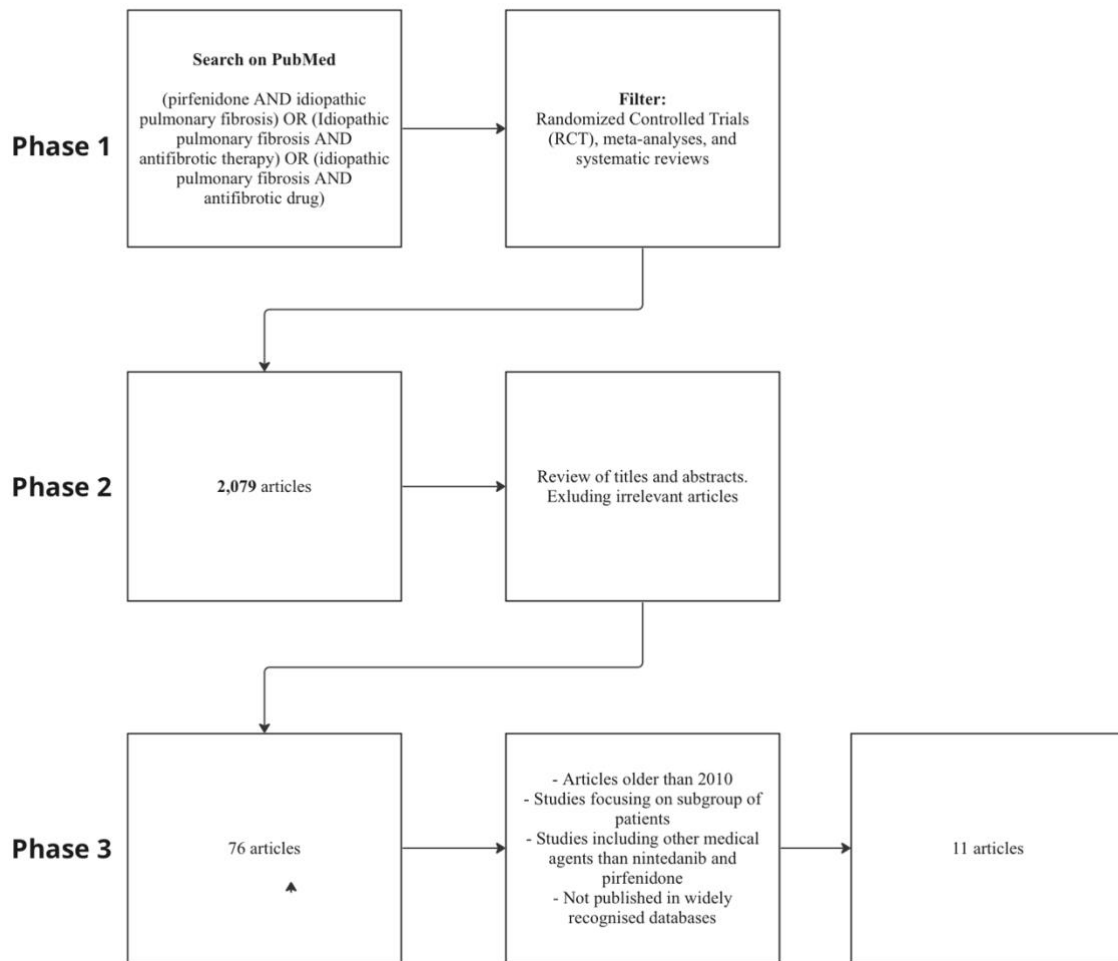 Phase 1
Search on PubMed
(pirfenidone AND idiopathic
pulmonary fibrosis) OR (Idiopathic
pulmonary fibrosis AND
antifibrotic therapy) OR (idiopathic
pulmonary fibrosis AND
antifibrotic drug)
Filter:
Randomized Controlled Trials
(RCT), meta-analyses, and
systematic reviews
Phase 2
2,079 articles
Review of titles and abstracts.
Exluding irrelevant articles
Phase 3
76 articles
- Articles older than 2010
- Studies focusing on subgroup of
patients
- Studies including other medical
agents than nintedanib and
pirfenidone
- Not published in widely
recognised databases
11 articles